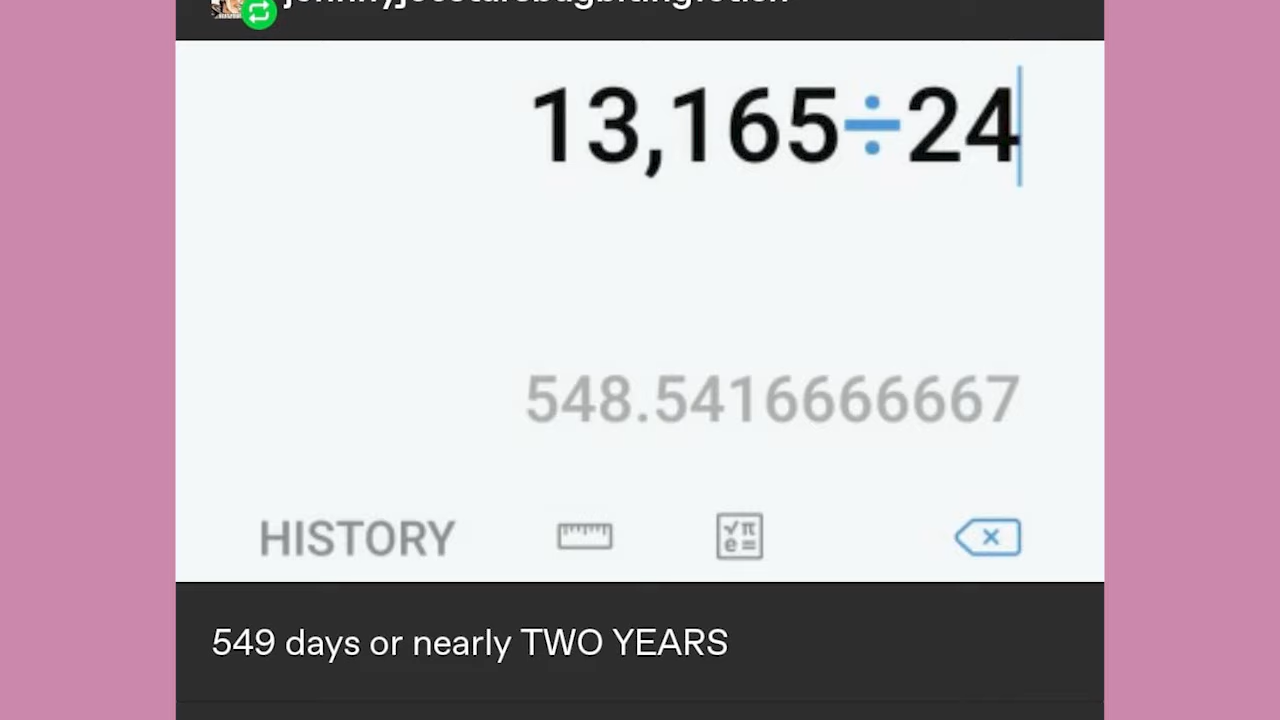 13,165÷24
548.5416666667
HISTORY
√π
e=
549 days or nearly TWO YEARS